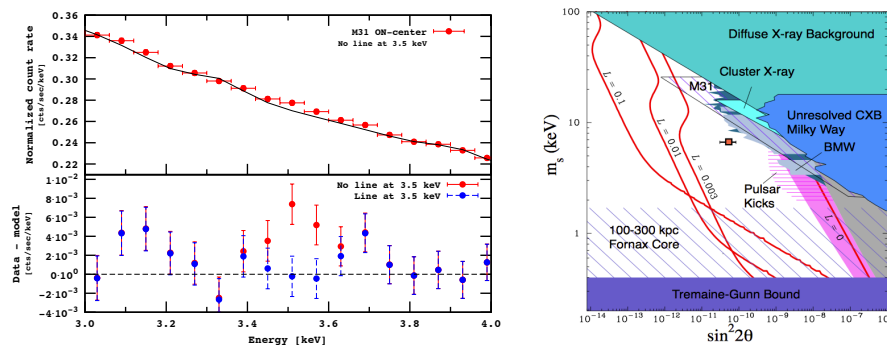 M31 ON-center
No line at 3.5 keV
Normalized count rate
[cts/sec/keV]
0.36
0.34
0.32
0.30
0.28
0.26
0.24
0.22
No line at 3.5 keV
Line at 3.5 keV
Data - model
[cts/sec/keV]
1·10⁻²
8·10⁻³
6·10⁻³
4·10⁻³
2·10⁻³
0·10⁰
-2·10⁻³
-4·10⁻³
3.0 3.2 3.4 3.6 3.8 4.0
Energy [keV]
100
10
1
mₛ (keV)
Diffuse X-ray Background
Cluster X-ray
M31
Unresolved CXB
Milky Way
BMW
Pulsar
Kicks
L = 0.1
L = 0.01
L = 0.003
L = 0
100-300 kpc
Fornax Core
Tremaine-Gunn Bound
10⁻¹⁴ 10⁻¹³ 10⁻¹² 10⁻¹¹ 10⁻¹⁰ 10⁻⁹ 10⁻⁸ 10⁻⁷
sin²2θ